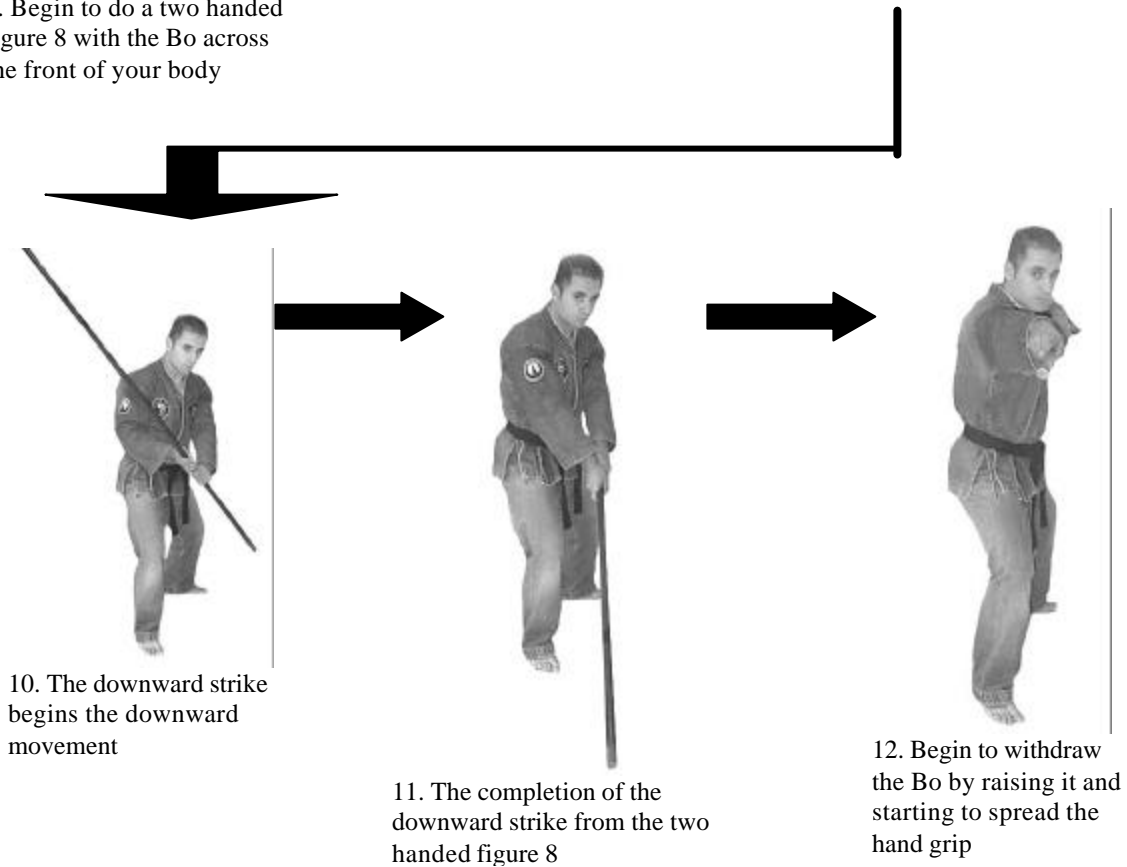 . Begin to do a two handed
gure 8 with the Bo across
e front of your body
10. The downward strike
begins the downward
movement
11. The completion of the
downward strike from the two
handed figure 8
12. Begin to withdraw
the Bo by raising it and
starting to spread the
hand grip